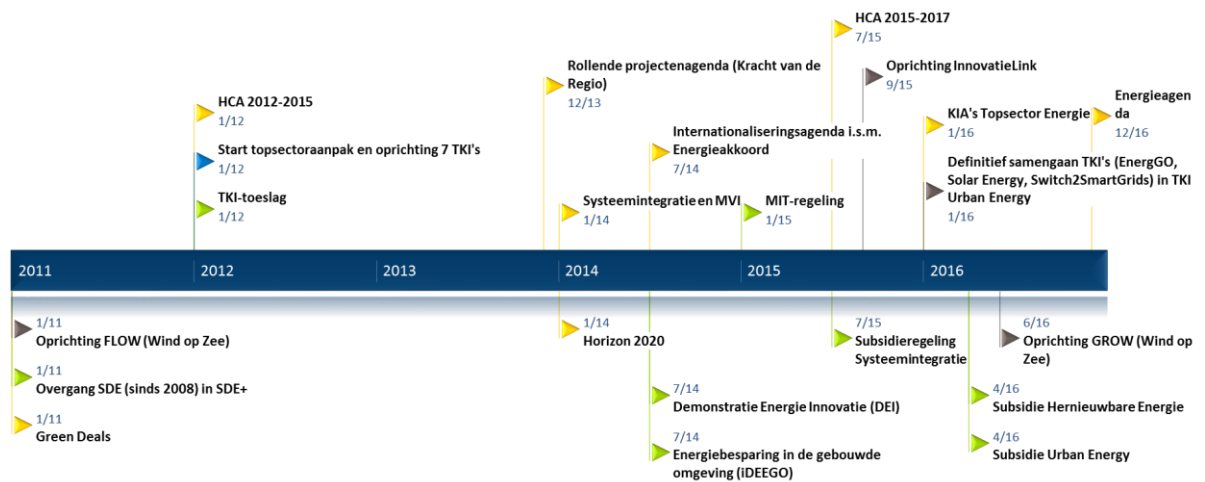 HCA 2015-2017
7/15
Rollende projectenagenda (Kracht van de
Regio)
12/13
Oprichting InnovatieLink
9/15
HCA 2012-2015
1/12
Internationaliseringsagenda i.s.m.
Energieakkoord
7/14
KIA's Topsector Energie
1/16
Energieagen
da
12/16
Start topsectoraanpak en oprichting 7 TKI's
1/12
Definitief samengaan TKI's (EnergGO,
Solar Energy, Switch2SmartGrids) in TKI
Urban Energy
1/16
TKI-toeslag
1/12
Systeemintegratie en MVI
1/14
MIT-regeling
1/15
2011 2012 2013 2014 2015 2016
1/11
Oprichting FLOW (Wind op Zee)
1/14
Horizon 2020
7/15
Subsidieregeling
Systeemintegratie
6/16
Oprichting GROW (Wind op
Zee)
1/11
Overgang SDE (sinds 2008) in SDE+
7/14
Demonstratie Energie Innovatie (DEI)
4/16
Subsidie Hernieuwbare Energie
1/11
Green Deals
7/14
Energiebesparing in de gebouwde
omgeving (iDEEGO)
4/16
Subsidie Urban Energy